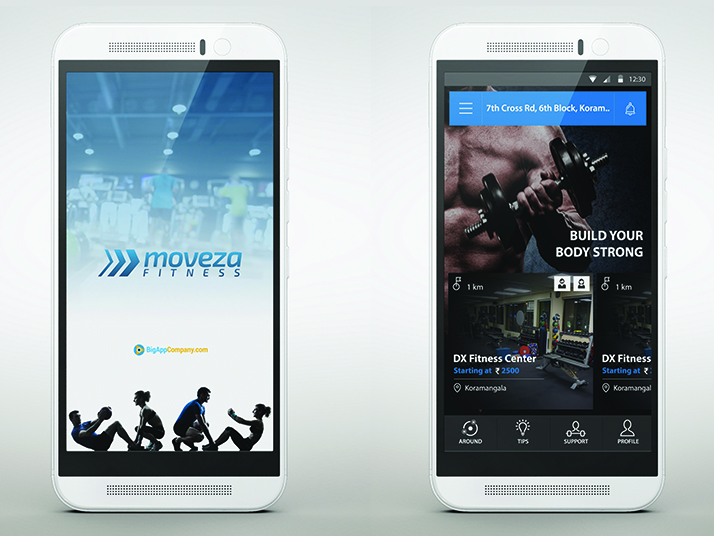 moveza
FITNESS
BigAppCompany.com
12:30
7th Cross Rd, 6th Block, Koram..
BUILD YOUR
BODY STRONG
1 km
1 km
DX Fitness Center
DX Fitness
Starting at ₹ 2500
Starting at ₹
Koramangala
Koramangal
AROUND
TIPS
SUPPORT
PROFILE